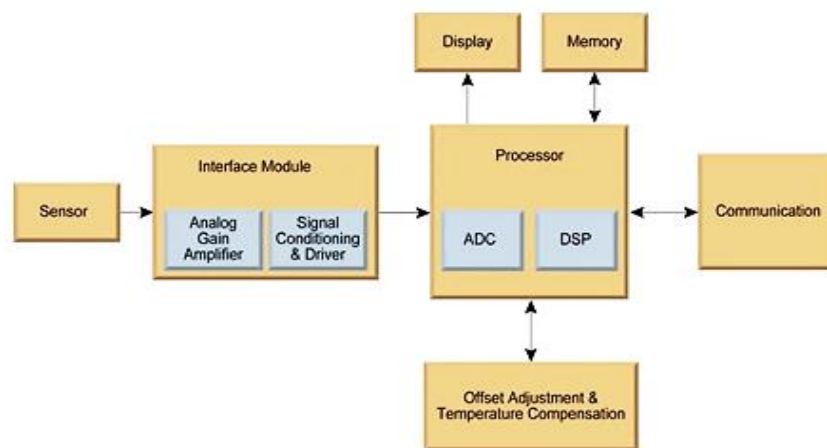 Display
Memory
Interface Module
Processor
Sensor
Analog
Gain
Amplifier
Signal
Conditioning
& Driver
ADC
DSP
Communication
Offset Adjustment &
Temperature Compensation